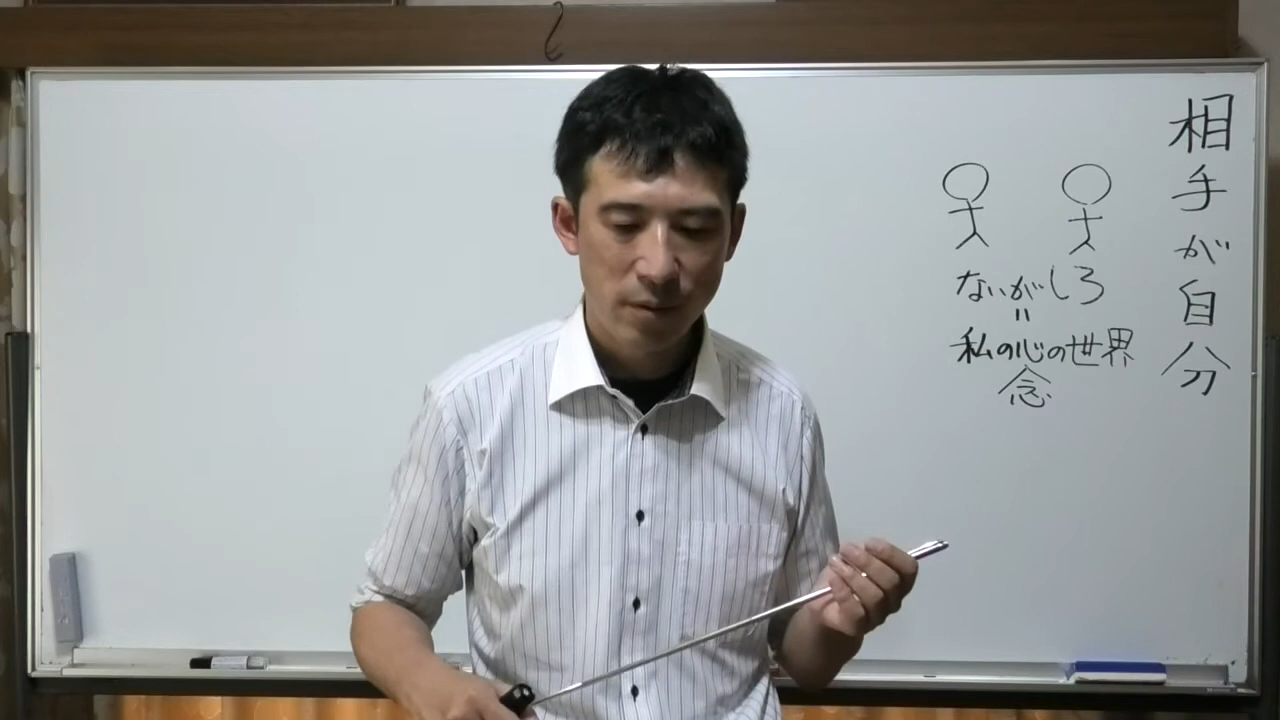 相手が自分
ないがしろ
〃
私の心の世界
念